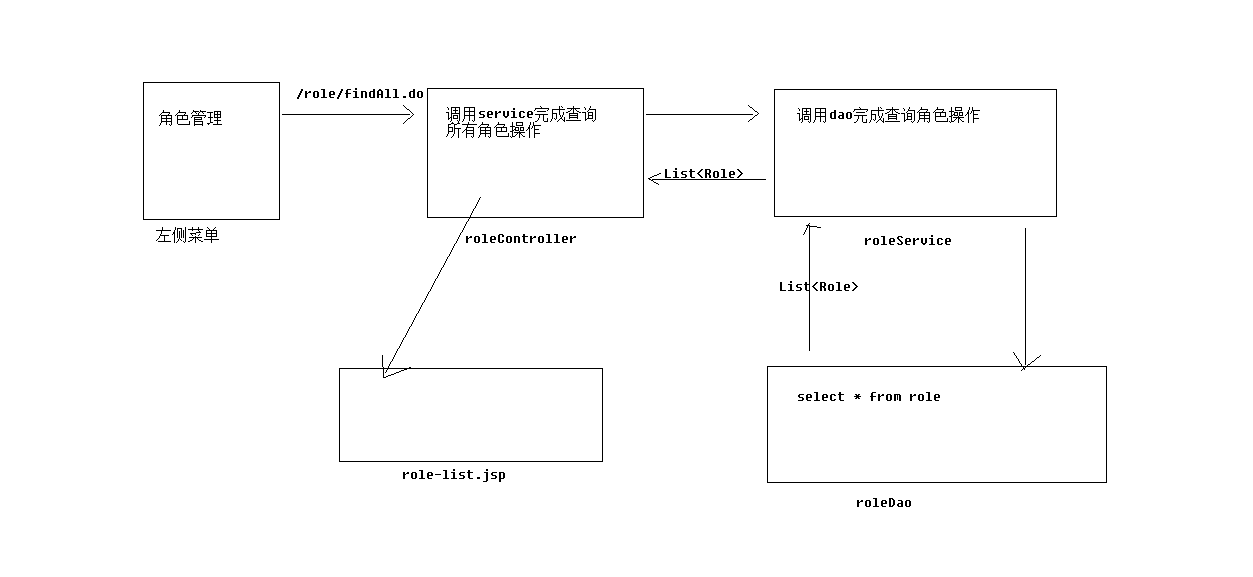 角色管理
左侧菜单
/role/findAll.do
调用service完成查询
所有角色操作
roleController
List<Role>
调用dao完成查询角色操作
roleService
List<Role>
select * from role
roleDao
role-list.jsp